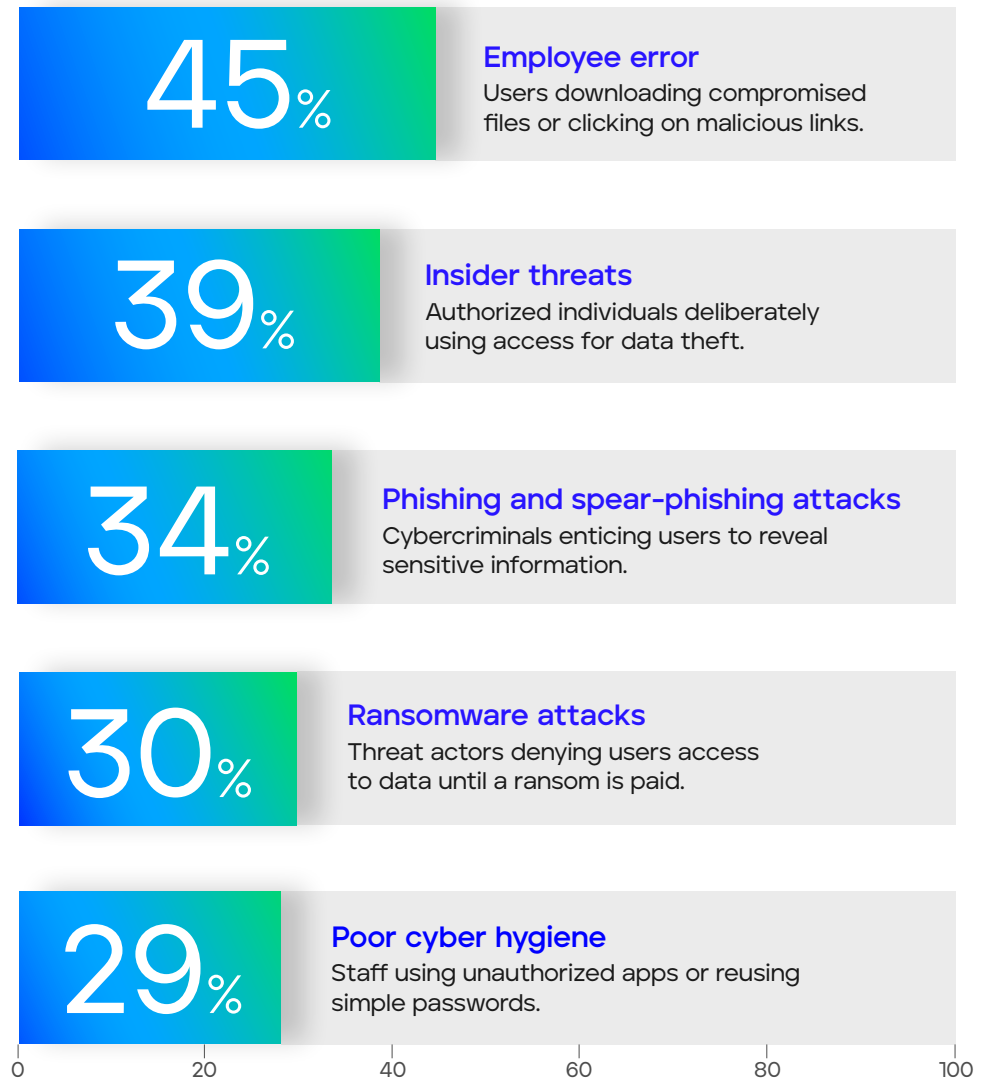 45%
Employee error
Users downloading compromised
files or clicking on malicious links.
39%
Insider threats
Authorized individuals deliberately
using access for data theft.
34%
Phishing and spear-phishing attacks
Cybercriminals enticing users to reveal
sensitive information.
30%
Ransomware attacks
Threat actors denying users access
to data until a ransom is paid.
29%
Poor cyber hygiene
Staff using unauthorized apps or reusing
simple passwords.
0 20 40 60 80 100